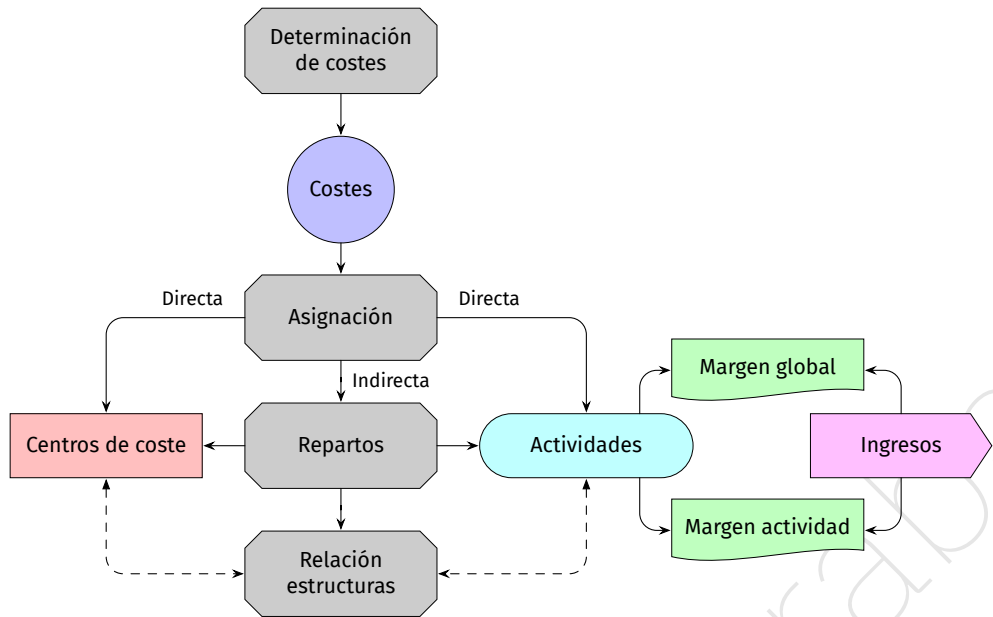 Determinación
de costes
Costes
Directa
Directa
Asignación
Indirecta
Margen global
Centros de coste
Repartos
Actividades
Ingresos
Margen actividad
Relación
estructuras